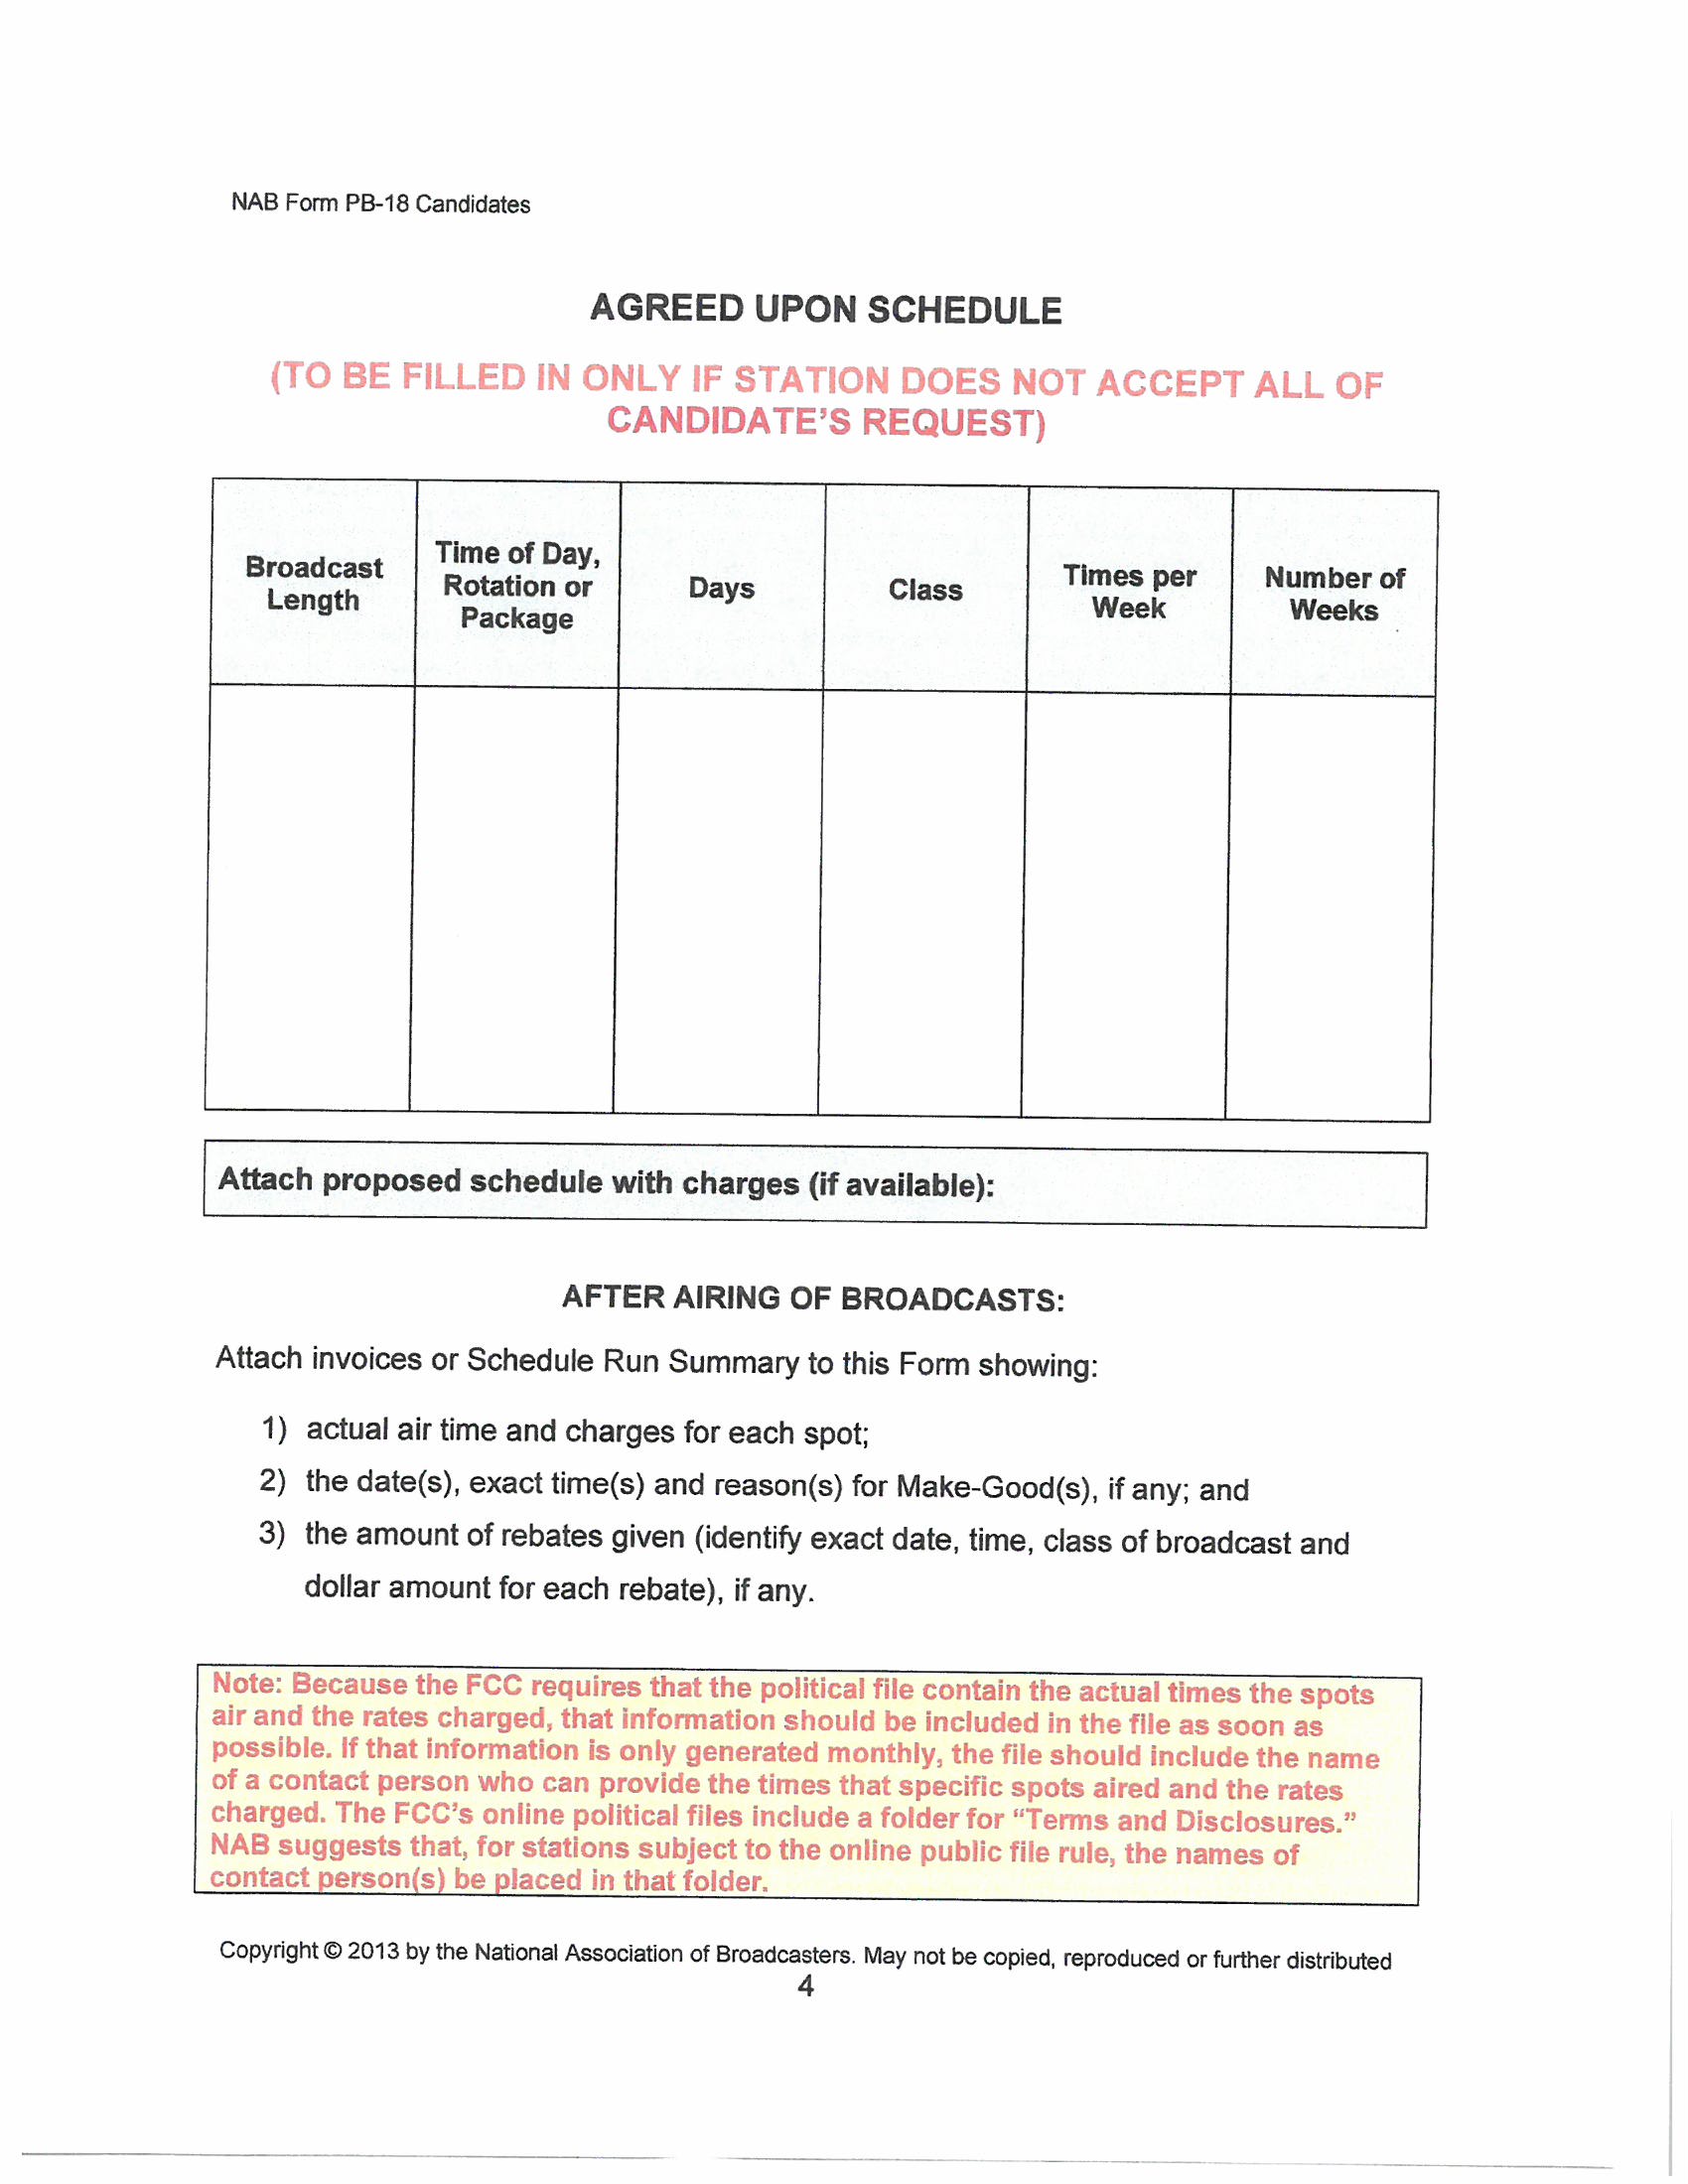 NAB Form PB-18 Candidates
AGREED UPON SCHEDULE
(TO BE FILLED IN ONLY IF STATION DOES NOT ACCEPT ALL OF
CANDIDATE'S REQUEST)
Broadcast
Length
Time of Day,
Rotation or
Package
Days
Class
Times per
Week
Number of
Weeks
Attach proposed schedule with charges (if available):
AFTER AIRING OF BROADCASTS:
Attach invoices or Schedule Run Summary to this Form showing:
1) actual air time and charges for each spot;
2) the date(s), exact time(s) and reason(s) for Make-Good(s), if any; and
3) the amount of rebates given (identify exact date, time, class of broadcast and
dollar amount for each rebate), if any.
Note: Because the FCC requires that the political file contain the actual times the spots
air and the rates charged, that information should be included in the file as soon as
possible. If that information is only generated monthly, the file should include the name
of a contact person who can provide the times that specific spots aired and the rates
charged. The FCC's online political files include a folder for "Terms and Disclosures."
NAB suggests that, for stations subject to the online public file rule, the names of
contact person(s) be placed in that folder.
Copyright © 2013 by the National Association of Broadcasters. May not be copied, reproduced or further distributed
4